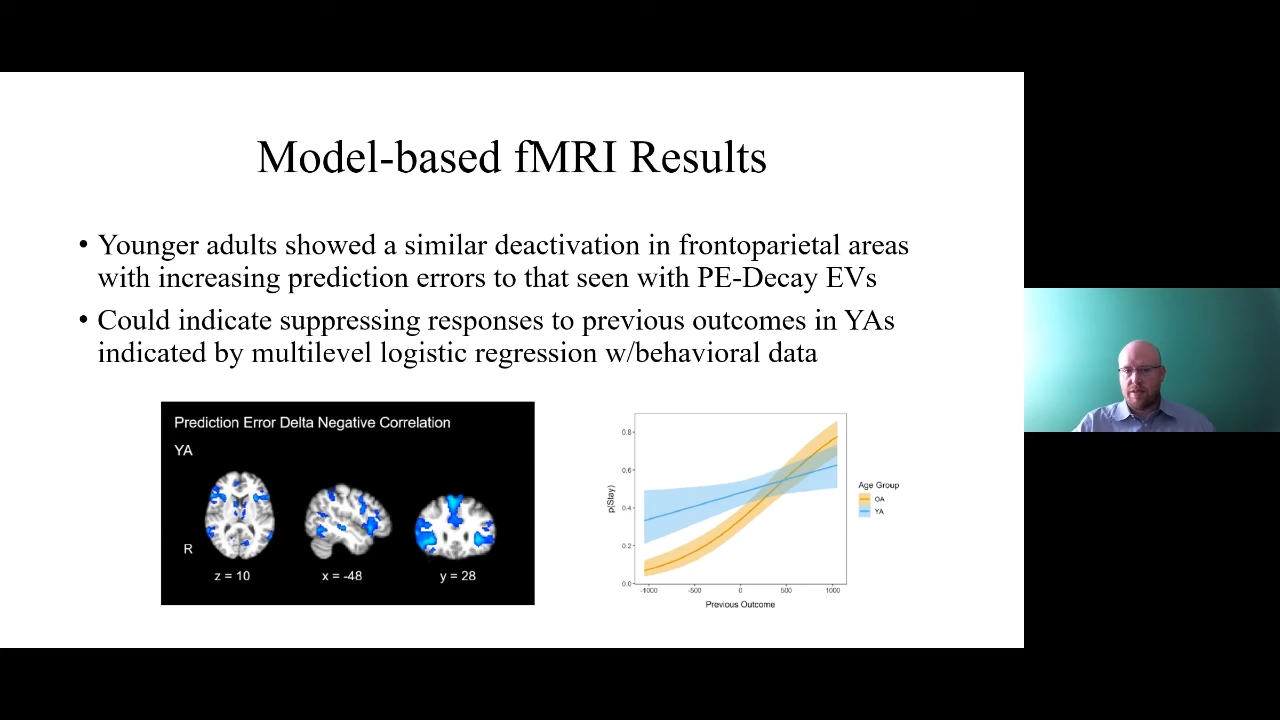 Model-based fMRI Results
• Younger adults showed a similar deactivation in frontoparietal areas
with increasing prediction errors to that seen with PE-Decay EVs
• Could indicate suppressing responses to previous outcomes in YAs
indicated by multilevel logistic regression w/behavioral data
Prediction Error Delta Negative Correlation
YA
R
z = 10
x = -48
y = 28
p(Stay)
0.8
0.6
0.4
0.2
0.0
-1000
-500
0
500
1000
Previous Outcome
Age Group
OA
YA